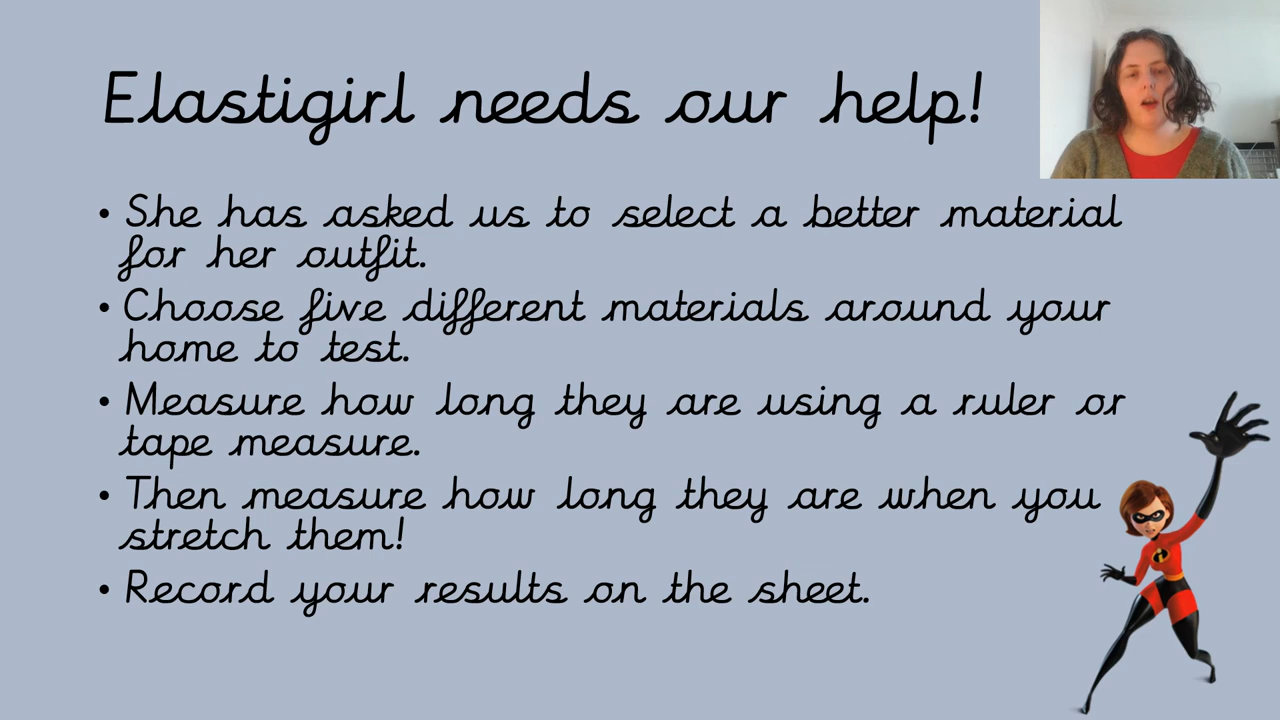 Elastigirl needs our help!
• She has asked us to select a better material
for her outfit.
• Choose five different materials around your
home to test.
• Measure how long they are using a ruler or
tape measure.
• Then measure how long they are when you
stretch them!
• Record your results on the sheet.